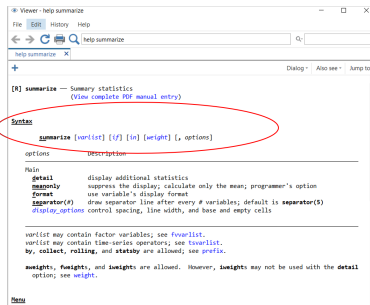 Viewer - help summarize
File Edit History Help
help summarize
help summarize ×
+
Dialog Also see Jump to
[R] summarize — Summary statistics
(View complete PDF manual entry)
Syntax
summarize [varlist] [if] [in] [weight] [, options]
options Description
Main
detail display additional statistics
meanonly suppress the display; calculate only the mean; programmer's option
format use variable's display format
separator(#) draw separator line after every # variables; default is separator(5)
display_options control spacing, line width, and base and empty cells
varlist may contain factor variables; see fvvarlist.
varlist may contain time-series operators; see tsvarlist.
by, collect, rolling, and statsby are allowed; see prefix.
aweights, fweights, and iweights are allowed. However, iweights may not be used with the detail
option; see weight.
Menu